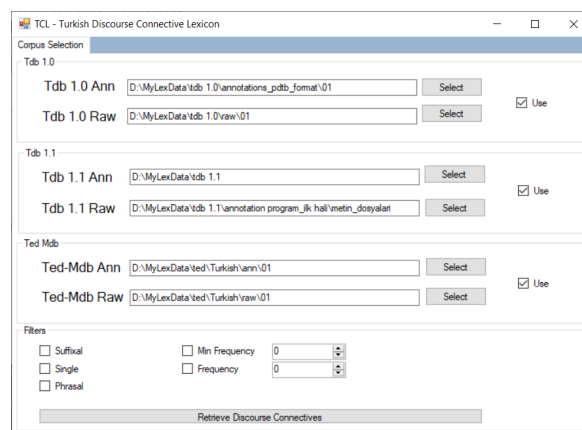 TCL - Turkish Discourse Connective Lexicon
Corpus Selection
Tdb 1.0
Tdb 1.0 Ann D:\MyLexData\tdb 1.0\annotations_pdtb_format\01 Select
Use
Tdb 1.0 Raw D:\MyLexData\tdb 1.0\raw\01 Select
Tdb 1.1
Tdb 1.1 Ann D:\MyLexData\tdb 1.1 Select
Use
Tdb 1.1 Raw D:\MyLexData\tdb 1.1\annotation program_ilk hali\metin_dosyalari Select
Ted Mdb
Ted-Mdb Ann D:\MyLexData\ted\Turkish\ann\01 Select
Use
Ted-Mdb Raw D:\MyLexData\ted\Turkish\raw\01 Select
Filters
Suffixal Min Frequency 0
Single Frequency 0
Phrasal
Retrieve Discourse Connectives